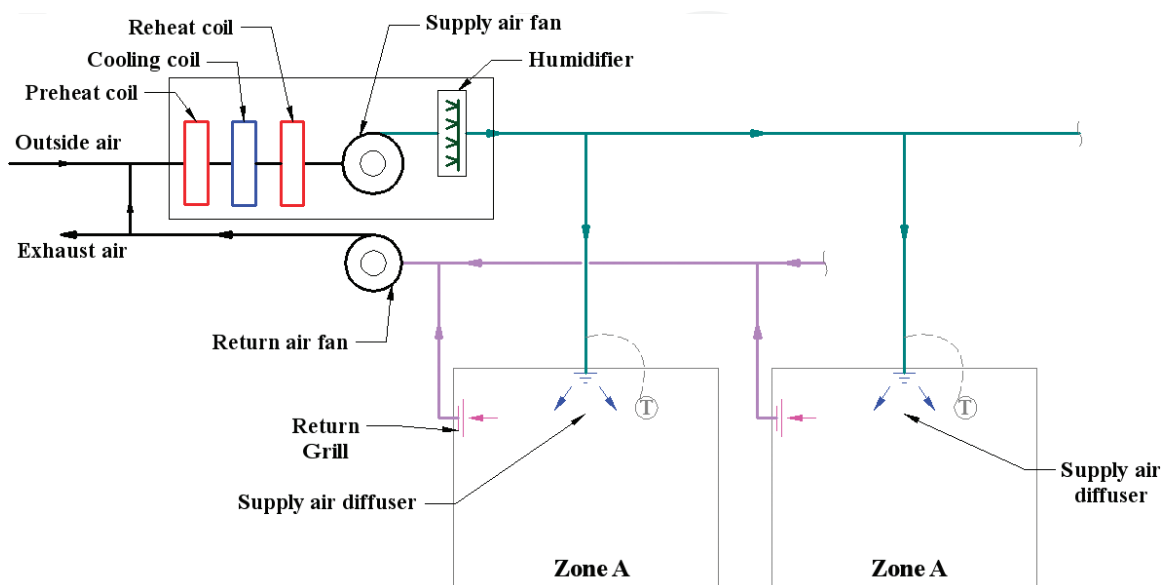 Reheat coil
Supply air fan
Cooling coil
Humidifier
Preheat coil
Outside air
Exhaust air
Return air fan
T
T
Return
Grill
Supply air diffuser
Supply air
diffuser
Zone A
Zone A